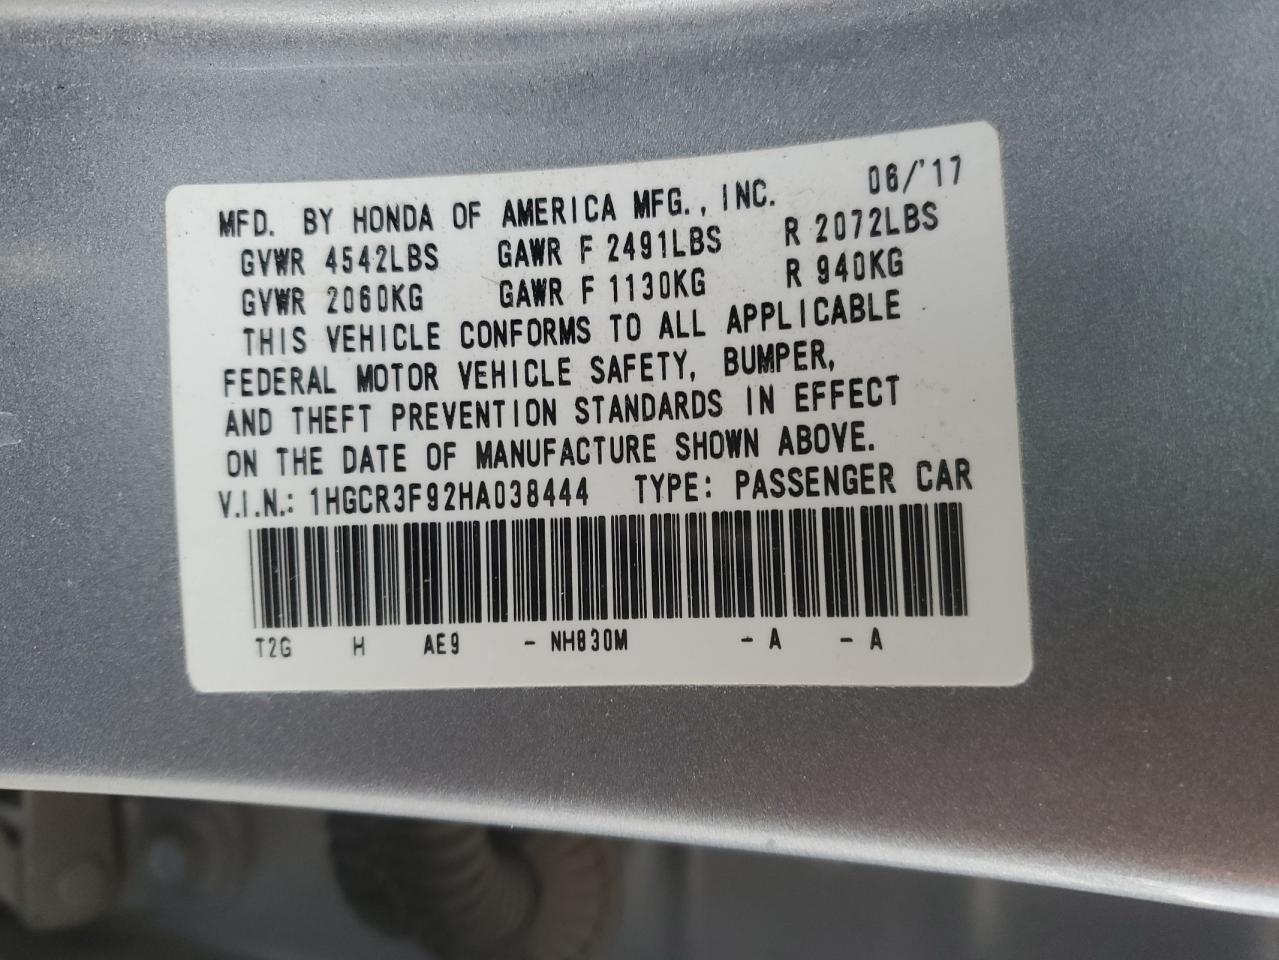 06/'17
MFD. BY HONDA OF AMERICA MFG., INC.
GVWR 4542LBS GAWR F 2491LBS R 2072LBS
GVWR 2060KG GAWR F 1130KG R 940KG
THIS VEHICLE CONFORMS TO ALL APPLICABLE
FEDERAL MOTOR VEHICLE SAFETY, BUMPER,
AND THEFT PREVENTION STANDARDS IN EFFECT
ON THE DATE OF MANUFACTURE SHOWN ABOVE.
V.I.N.: 1HGCR3F92HA038444 TYPE: PASSENGER CAR
T2G H AE9 - NH830M - A - A